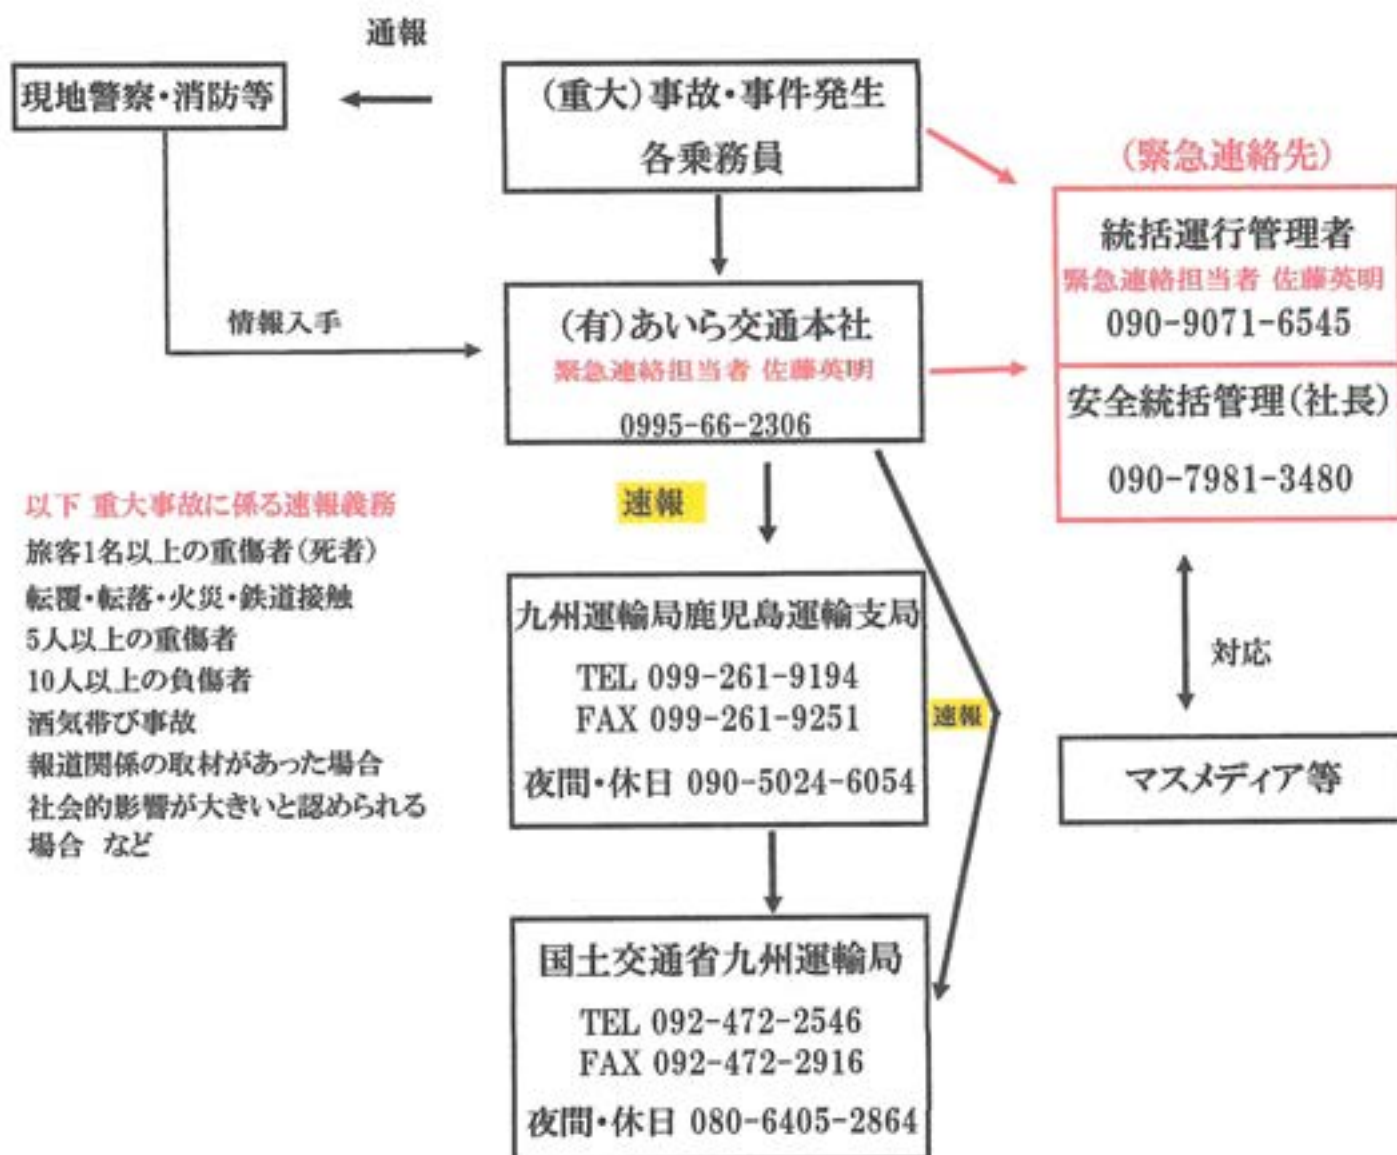 通報
現地警察・消防等
(重大)事故・事件発生
各乗務員
(緊急連絡先)
統括運行管理者
緊急連絡担当者 佐藤英明
090-9071-6545
安全統括管理(社長)
090-7981-3480
情報入手
(有)あいら交通本社
緊急連絡担当者 佐藤英明
0995-66-2306
以下 重大事故に係る速報義務
旅客1名以上の重傷者(死者)
転覆・転落・火災・鉄道接触
5人以上の重傷者
10人以上の負傷者
酒気帯び事故
報道関係の取材があった場合
社会的影響が大きいと認められる
場合 など
速報
九州運輸局鹿児島運輸支局
TEL 099-261-9194
FAX 099-261-9251
夜間・休日 090-5024-6054
速報
対応
マスメディア等
国土交通省九州運輸局
TEL 092-472-2546
FAX 092-472-2916
夜間・休日 080-6405-2864